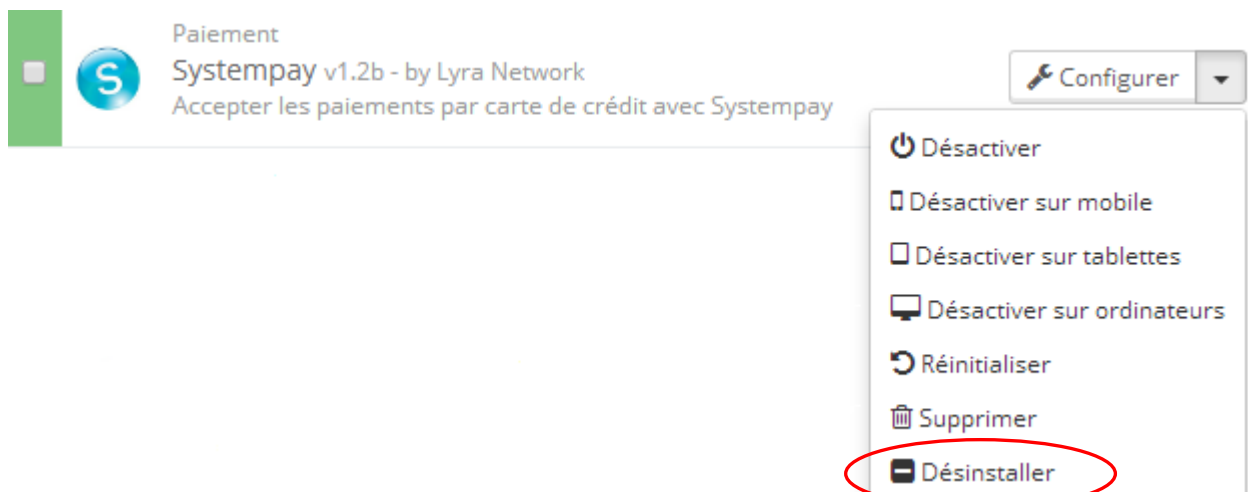 Paiement
Systempay v1.2b - by Lyra Network
Accepter les paiements par carte de crédit avec Systempay
Configurer
Désactiver
Désactiver sur mobile
Désactiver sur tablettes
Désactiver sur ordinateurs
Réinitialiser
Supprimer
Désinstaller